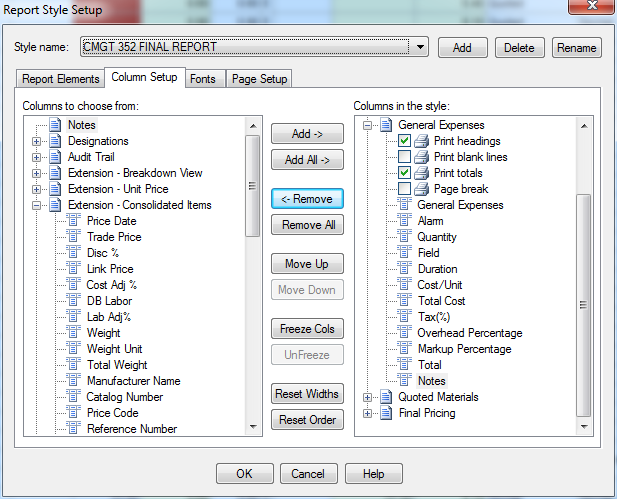 Report Style Setup
Style name: CMGT 352 FINAL REPORT Add Delete Rename
Report Elements Column Setup Fonts Page Setup
Columns to choose from:
Notes
Designations
Audit Trail
Extension - Breakdown View
Extension - Unit Price
Extension - Consolidated Items
Price Date
Trade Price
Disc %
Link Price
Cost Adj %
DB Labor
Lab Adj%
Weight
Weight Unit
Total Weight
Manufacturer Name
Catalog Number
Price Code
Reference Number
Add ->
Add All ->
<- Remove
Remove All
Move Up
Move Down
Freeze Cols
UnFreeze
Reset Widths
Reset Order
Columns in the style:
General Expenses
Print headings
Print blank lines
Print totals
Page break
General Expenses
Alarm
Quantity
Field
Duration
Cost/Unit
Total Cost
Tax(%)
Overhead Percentage
Markup Percentage
Total
Notes
Quoted Materials
Final Pricing
OK Cancel Help